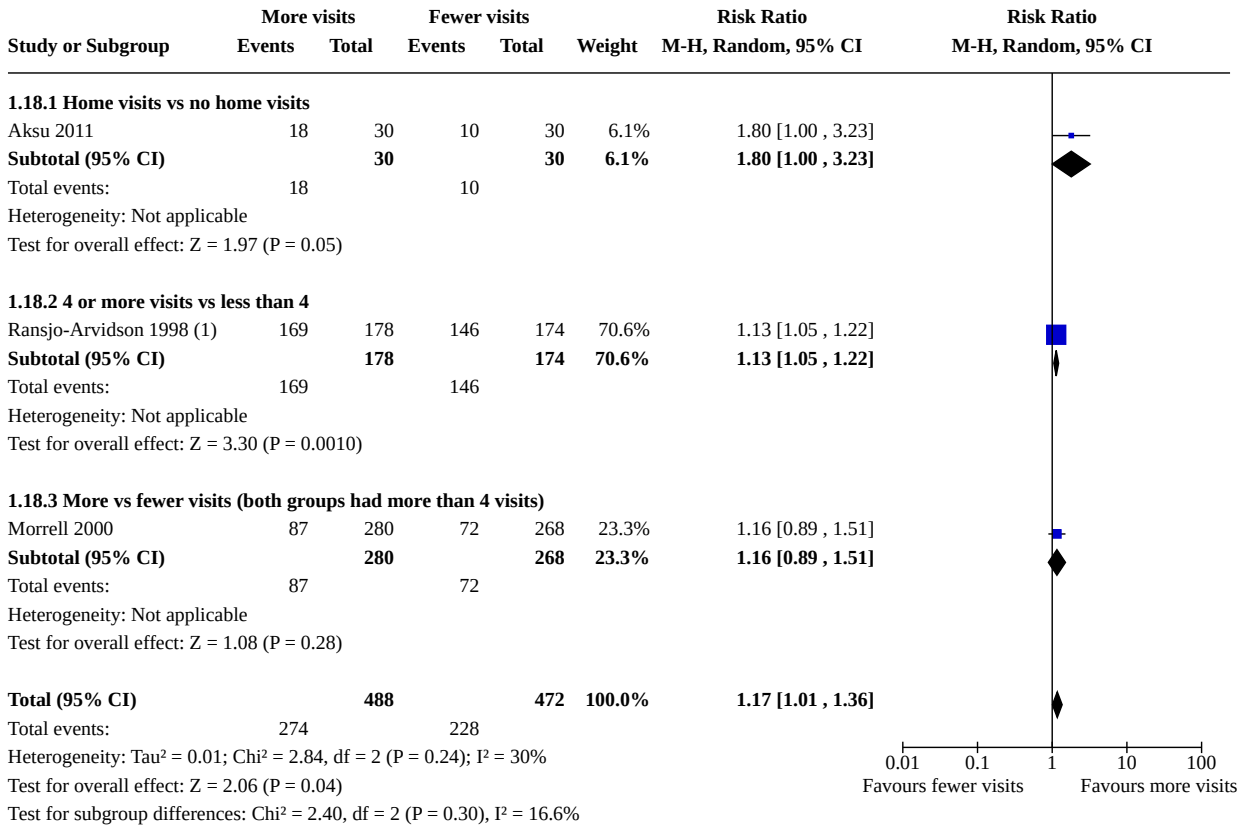 More visits Fewer visits Risk Ratio Risk Ratio
Study or Subgroup Events Total Events Total Weight M-H, Random, 95% CI M-H, Random, 95% CI
1.18.1 Home visits vs no home visits
Aksu 2011 18 30 10 30 6.1% 1.80 [1.00 , 3.23]
Subtotal (95% CI) 30 30 6.1% 1.80 [1.00 , 3.23]
Total events: 18 10
Heterogeneity: Not applicable
Test for overall effect: Z = 1.97 (P = 0.05)
1.18.2 4 or more visits vs less than 4
Ransjo-Arvidson 1998 (1) 169 178 146 174 70.6% 1.13 [1.05 , 1.22]
Subtotal (95% CI) 178 174 70.6% 1.13 [1.05 , 1.22]
Total events: 169 146
Heterogeneity: Not applicable
Test for overall effect: Z = 3.30 (P = 0.0010)
1.18.3 More vs fewer visits (both groups had more than 4 visits)
Morrell 2000 87 280 72 268 23.3% 1.16 [0.89 , 1.51]
Subtotal (95% CI) 280 268 23.3% 1.16 [0.89 , 1.51]
Total events: 87 72
Heterogeneity: Not applicable
Test for overall effect: Z = 1.08 (P = 0.28)
Total (95% CI) 488 472 100.0% 1.17 [1.01 , 1.36]
Total events: 274 228
Heterogeneity: Tau² = 0.01; Chi² = 2.84, df = 2 (P = 0.24); I² = 30%
0.01 0.1 1 10 100
Test for overall effect: Z = 2.06 (P = 0.04) Favours fewer visits Favours more visits
Test for subgroup differences: Chi² = 2.40, df = 2 (P = 0.30), I² = 16.6%